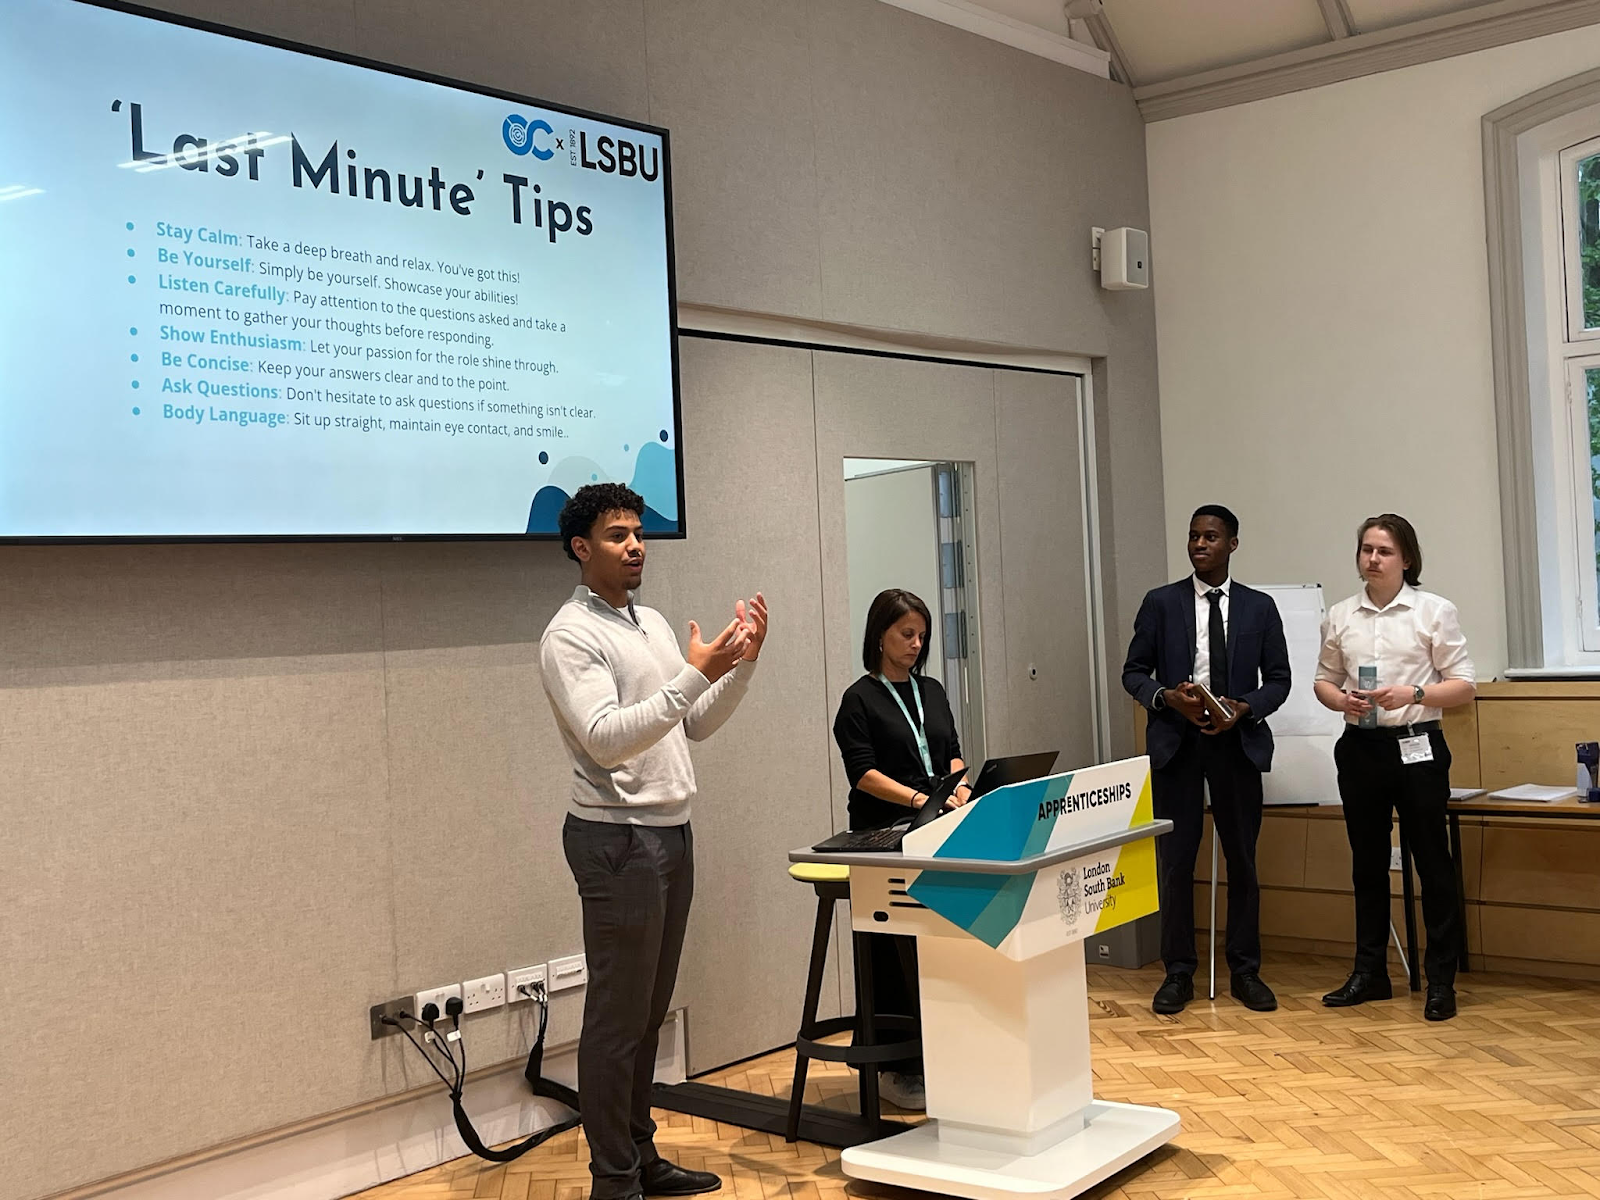 'Last Minute' Tips
OC x EST 1892 LSBU
• Stay Calm: Take a deep breath and relax. You've got this!
• Be Yourself: Simply be yourself. Showcase your abilities!
• Listen Carefully: Pay attention to the questions asked and take a
moment to gather your thoughts before responding.
• Show Enthusiasm: Let your passion for the role shine through.
• Be Concise: Keep your answers clear and to the point.
• Ask Questions: Don't hesitate to ask questions if something isn't clear.
• Body Language: Sit up straight, maintain eye contact, and smile..
APPRENTICESHIPS
London
South Bank
University